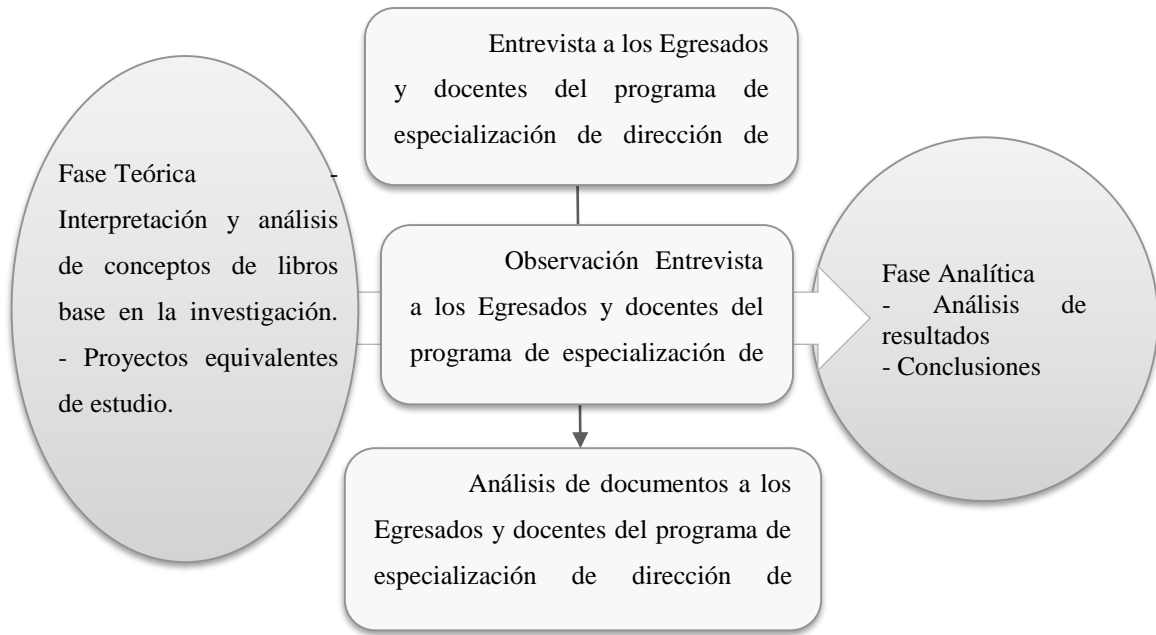 Fase Teórica -
Interpretación y análisis
de conceptos de libros
base en la investigación.
- Proyectos equivalentes
de estudio.
Entrevista a los Egresados
y docentes del programa de
especialización de dirección de
Observación Entrevista
a los Egresados y docentes del
programa de especialización de
Análisis de documentos a los
Egresados y docentes del programa de
especialización de dirección de
Fase Analítica
- Análisis de
resultados
- Conclusiones